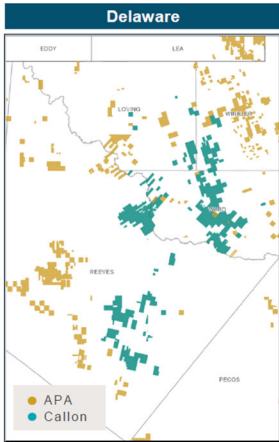 Delaware
EDDY
LEA
LOVING
WINKLER
WARD
REEVES
PECOS
APA
Callon